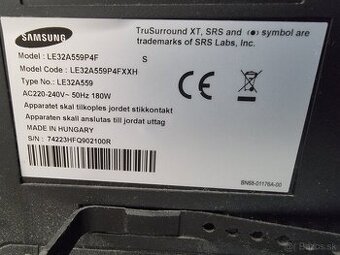 SAMSUNG
TruSurround XT, SRS and (●) symbol are
trademarks of SRS Labs, Inc.
Model : LE32A559P4F S
Model Code : LE32A559P4FXXH
Type No. : LE32A559
AC220-240V~ 50Hz 180W
Apparatet skal tilkoples jordet stikkontakt
Apparaten skall anslutas till jordat uttag
MADE IN HUNGARY
S/N : 74223HFQ902100R
BN68-01176A-00
bazos.sk